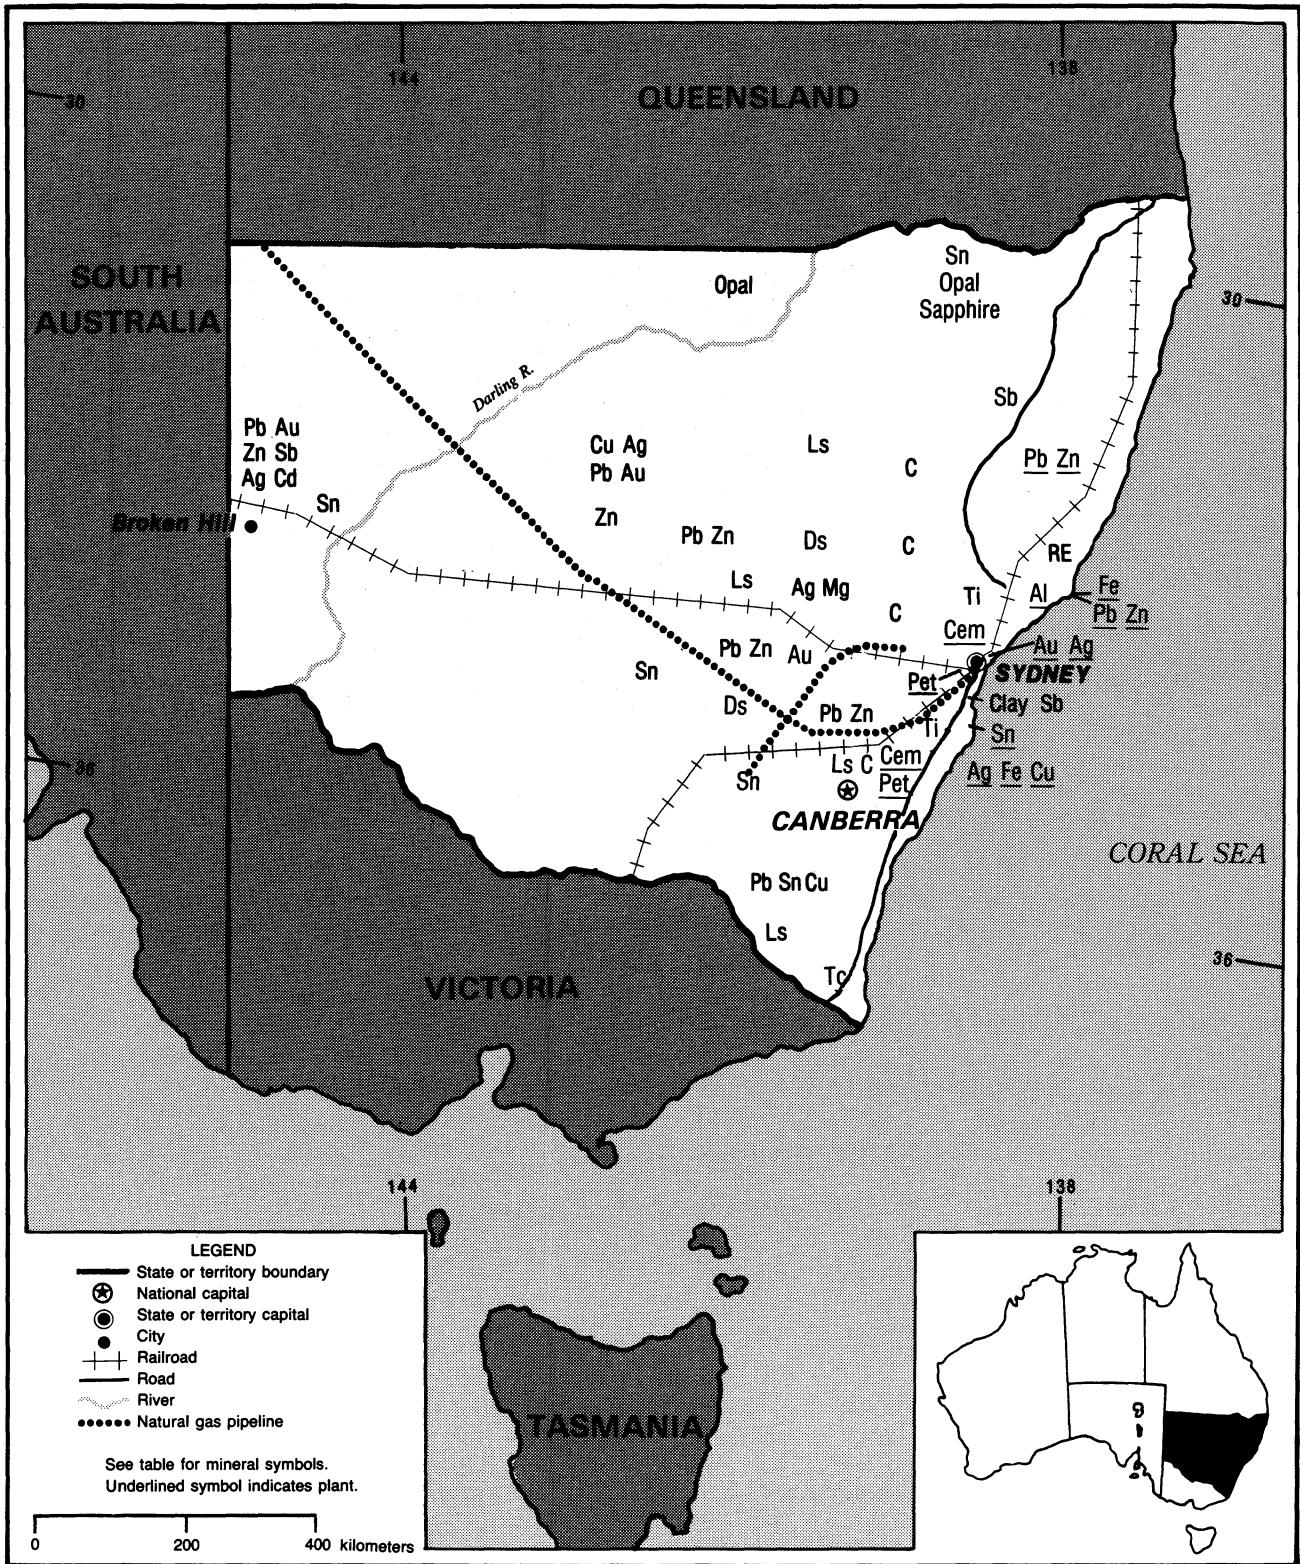 144
138
30
QUEENSLAND
SOUTH
AUSTRALIA
Opal
Sn
Opal
Sapphire
30
Darling R.
Sb
Pb Au
Zn Sb
Ag Cd
Cu Ag
Pb Au
Ls
C
Pb Zn
Sn
Broken Hill
Zn
Pb Zn
Ds
C
RE
Ls
Ag Mg
Ti
Al
Fe
Pb Zn
C
Cem
Pb Zn
Au
Au Ag
SYDNEY
Sn
Pet
Ds
Pb Zn
Ti
Clay Sb
Sn
36
Sn
Ls C Cem
Pet
Ag Fe Cu
CANBERRA
CORAL SEA
Pb Sn Cu
Ls
Tc
36
VICTORIA
144
138
LEGEND
State or territory boundary
National capital
State or territory capital
City
Railroad
Road
River
Natural gas pipeline
See table for mineral symbols.
Underlined symbol indicates plant.
0 200 400 kilometers
TASMANIA